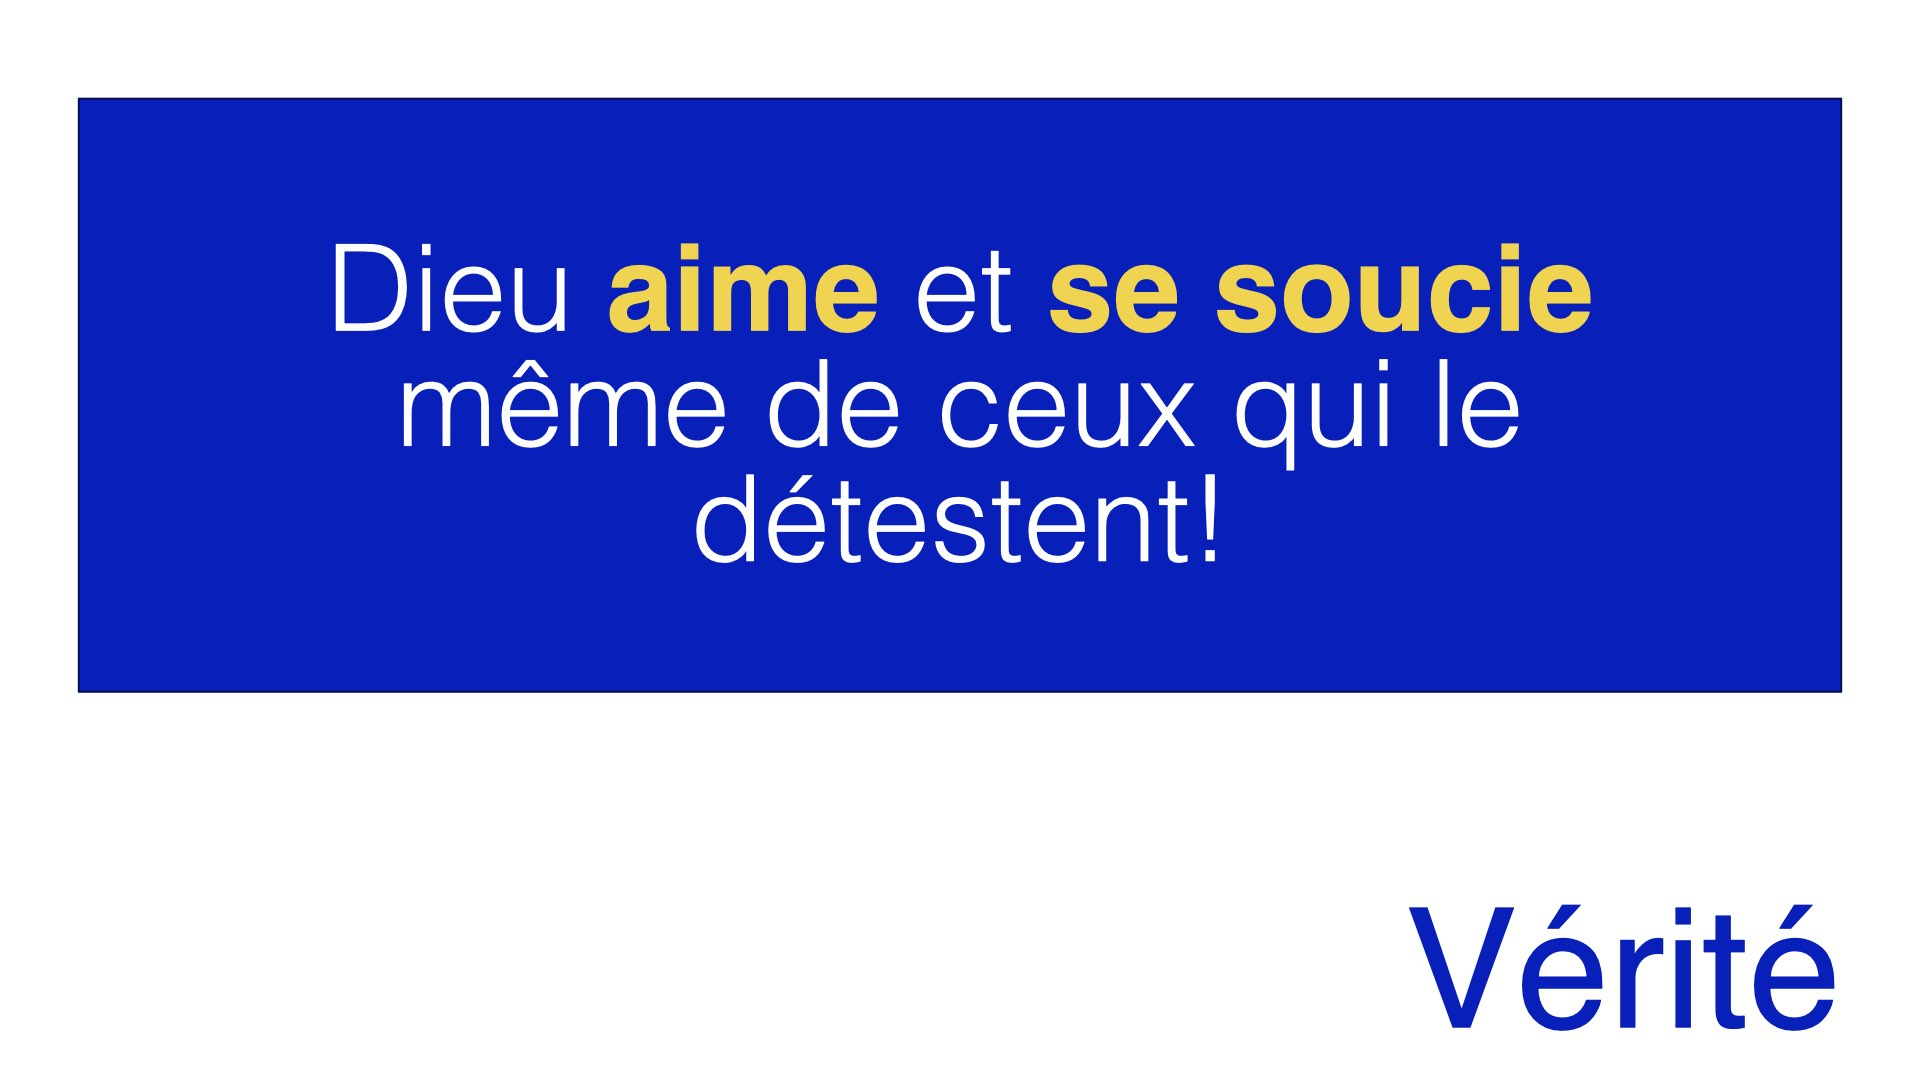 Dieu aime et se soucie
même de ceux qui le
détestent!
Vérité